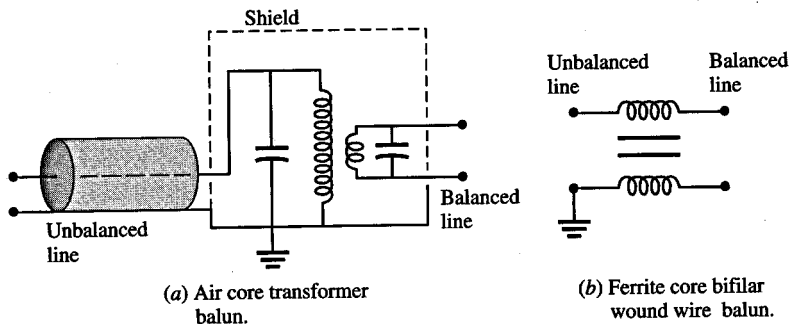 Shield
Unbalanced
line
Balanced
line
(a) Air core transformer
balun.
Unbalanced
line
Balanced
line
(b) Ferrite core bifilar
wound wire balun.